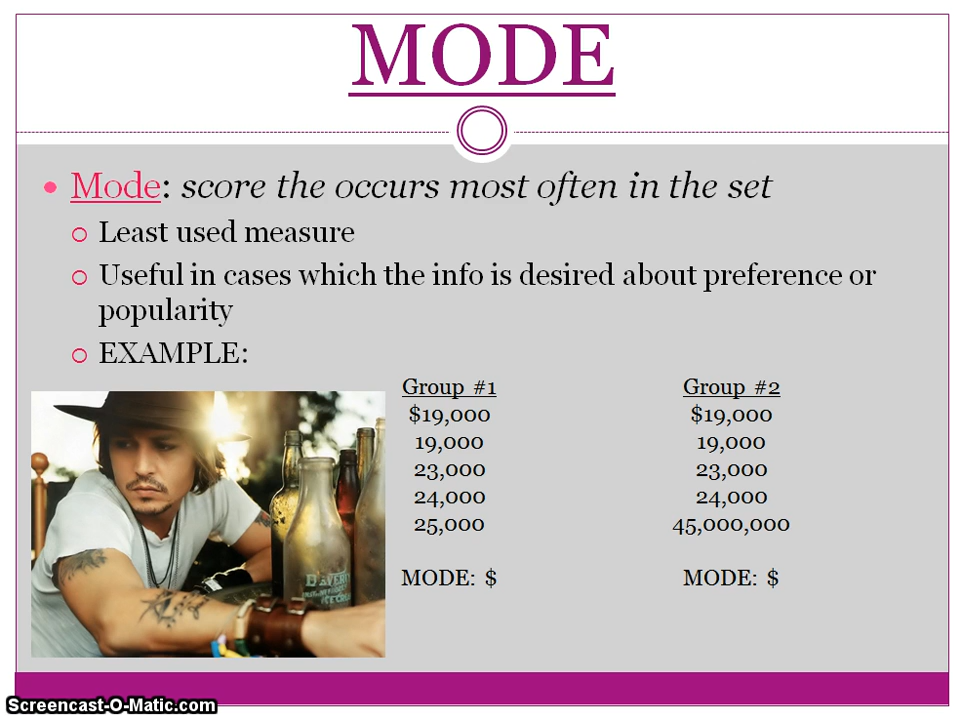 MODE
Mode: score the occurs most often in the set
Least used measure
Useful in cases which the info is desired about preference or
popularity
EXAMPLE:
Group #1
$19,000
19,000
23,000
24,000
25,000
MODE: $
Group #2
$19,000
19,000
23,000
24,000
45,000,000
MODE: $
Screencast-O-Matic.com